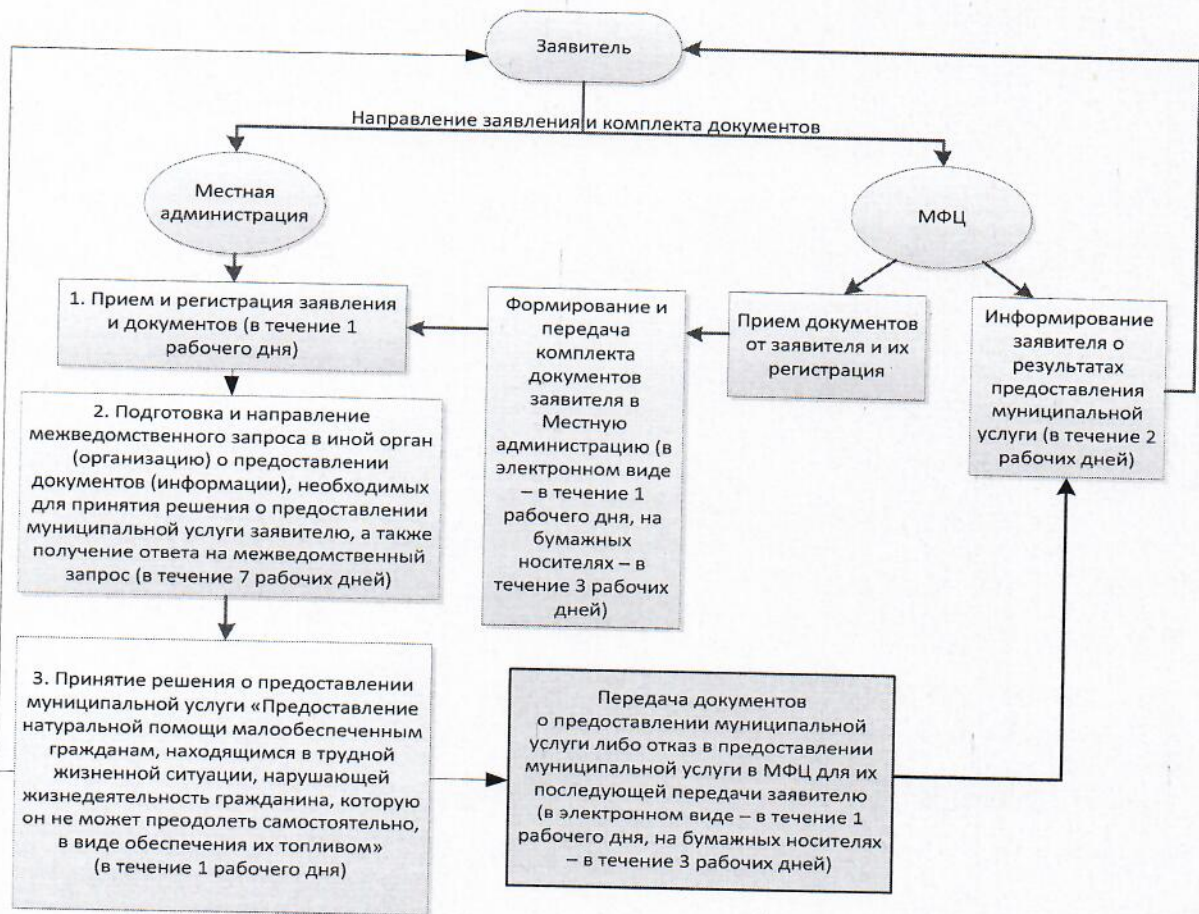 Заявитель
Направление заявления и комплекта документов
Местная
администрация
МФЦ
1. Прием и регистрация заявления
и документов (в течение 1
рабочего дня)
Формирование и
передача
комплекта
документов
заявителя в
Местную
администрацию (в
электронном виде
– в течение 1
рабочего дня, на
бумажных
носителях – в
течение 3 рабочих
дней)
Прием документов
от заявителя и их
регистрация
Информирование
заявителя о
результатах
предоставления
муниципальной
услуги (в течение 2
рабочих дней)
2. Подготовка и направление
межведомственного запроса в иной орган
(организацию) о предоставлении
документов (информации), необходимых
для принятия решения о предоставлении
муниципальной услуги заявителю, а также
получение ответа на межведомственный
запрос (в течение 7 рабочих дней)
3. Принятие решения о предоставлении
муниципальной услуги «Предоставление
натуральной помощи малообеспеченным
гражданам, находящимся в трудной
жизненной ситуации, нарушающей
жизнедеятельность гражданина, которую
он не может преодолеть самостоятельно,
в виде обеспечения их топливом»
(в течение 1 рабочего дня)
Передача документов
о предоставлении муниципальной
услуги либо отказ в предоставлении
муниципальной услуги в МФЦ для их
последующей передачи заявителю
(в электронном виде – в течение 1
рабочего дня, на бумажных носителях
– в течение 3 рабочих дней)